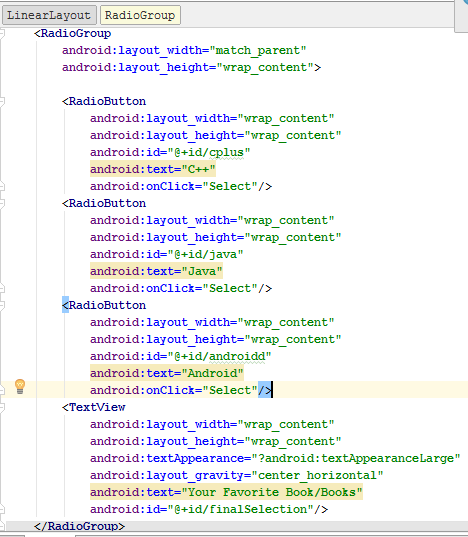 LinearLayout RadioGroup
<RadioGroup
android:layout_width="match_parent"
android:layout_height="wrap_content">
<RadioButton
android:layout_width="wrap_content"
android:layout_height="wrap_content"
android:id="@+id/cplus"
android:text="C++"
android:onClick="Select"/>
<RadioButton
android:layout_width="wrap_content"
android:layout_height="wrap_content"
android:id="@+id/java"
android:text="Java"
android:onClick="Select"/>
<RadioButton
android:layout_width="wrap_content"
android:layout_height="wrap_content"
android:id="@+id/androidd"
android:text="Android"
android:onClick="Select"/>
<TextView
android:layout_width="wrap_content"
android:layout_height="wrap_content"
android:textAppearance="?android:textAppearanceLarge"
android:layout_gravity="center_horizontal"
android:text="Your Favorite Book/Books"
android:id="@+id/finalSelection"/>
</RadioGroup>